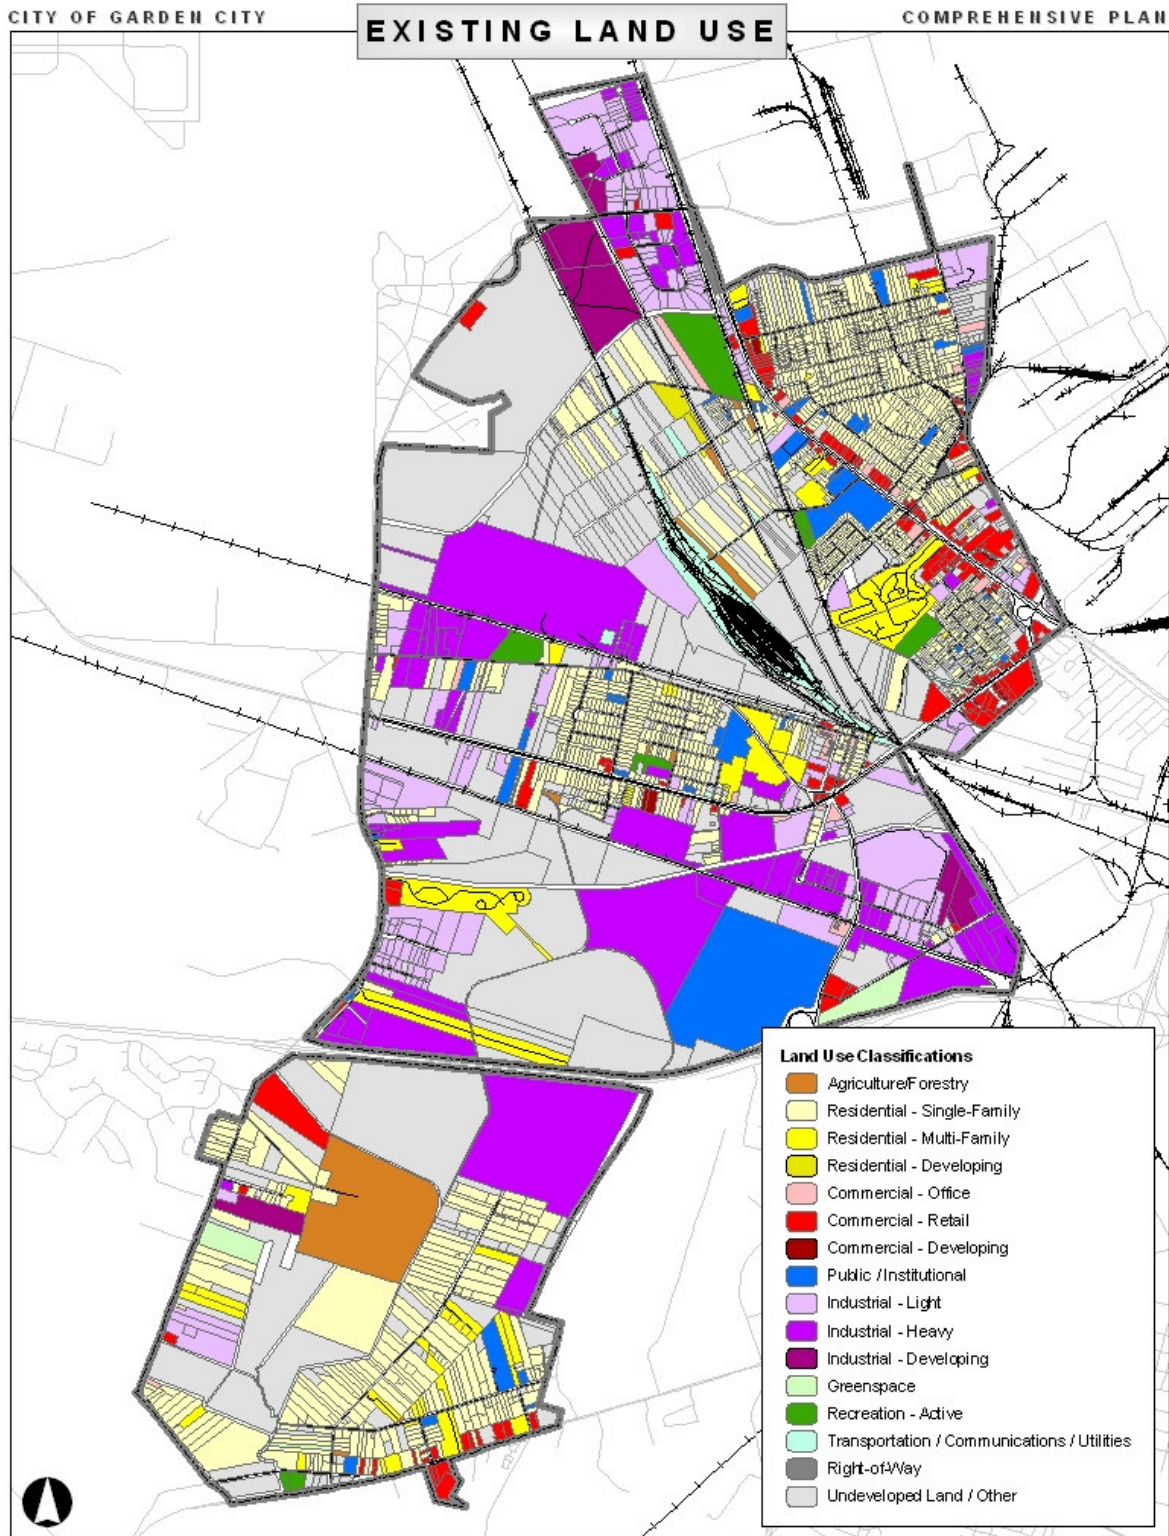 CITY OF GARDEN CITY
EXISTING LAND USE
COMPREHENSIVE PLAN
Land Use Classifications
Agriculture/Forestry
Residential - Single-Family
Residential - Multi-Family
Residential - Developing
Commercial - Office
Commercial - Retail
Commercial - Developing
Public / Institutional
Industrial - Light
Industrial - Heavy
Industrial - Developing
Greenspace
Recreation - Active
Transportation / Communications / Utilities
Right-of-Way
Undeveloped Land / Other